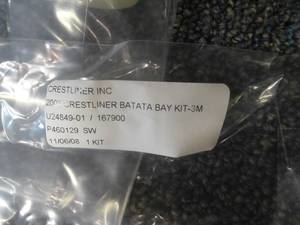 CRESTLINER INC
CRESTLINER BATATA BAY KIT-3M
U24849-01 / 167900
P460129 SW
11/06/08 1 KIT